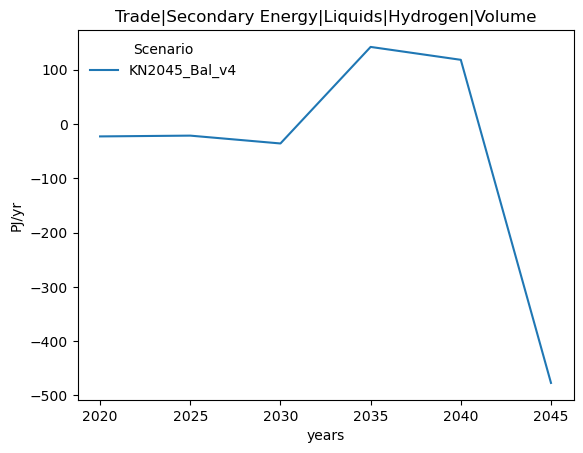 Trade|Secondary Energy|Liquids|Hydrogen|Volume
Scenario
KN2045_Bal_v4
PJ/yr
100
0
−100
−200
−300
−400
−500
2020 2025 2030 2035 2040 2045
years